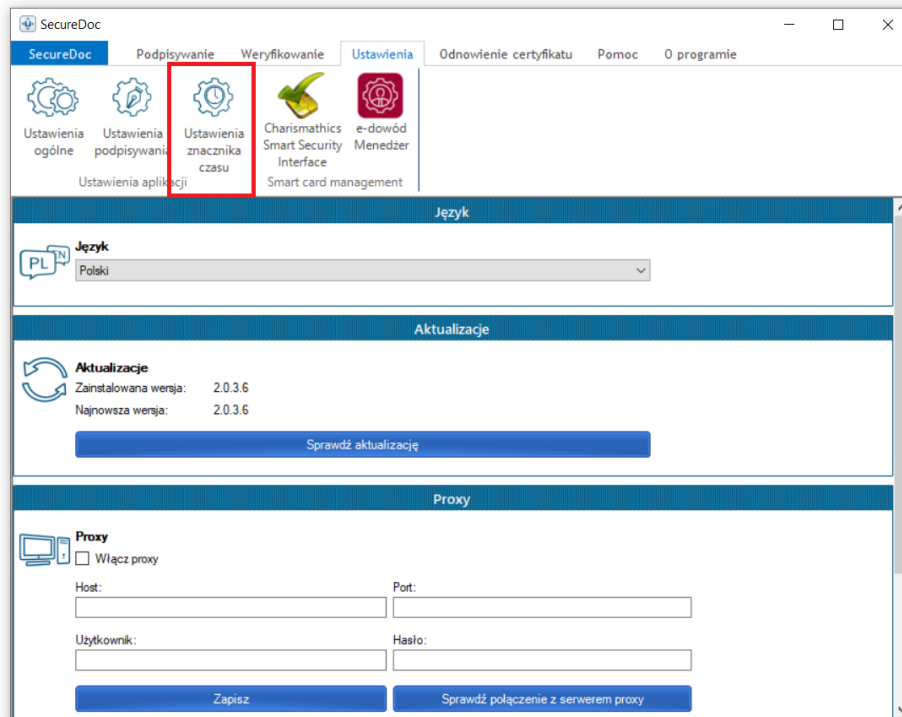 SecureDoc
SecureDoc Podpisywanie Weryfikowanie Ustawienia Odnowienie certyfikatu Pomoc O programie
Ustawienia ogólne
Ustawienia podpisywania
Ustawienia znacznika czasu
Charismathics Smart Security Interface
e-dowód Menedżer
Ustawienia aplikacji
Smart card management
Język
PL EN
Język
Polski
Aktualizacje
Aktualizacje
Zainstalowana wersja: 2.0.3.6
Najnowsza wersja: 2.0.3.6
Sprawdź aktualizację
Proxy
Proxy
Włącz proxy
Host: Port:
Użytkownik: Hasło:
Zapisz Sprawdź połączenie z serwerem proxy